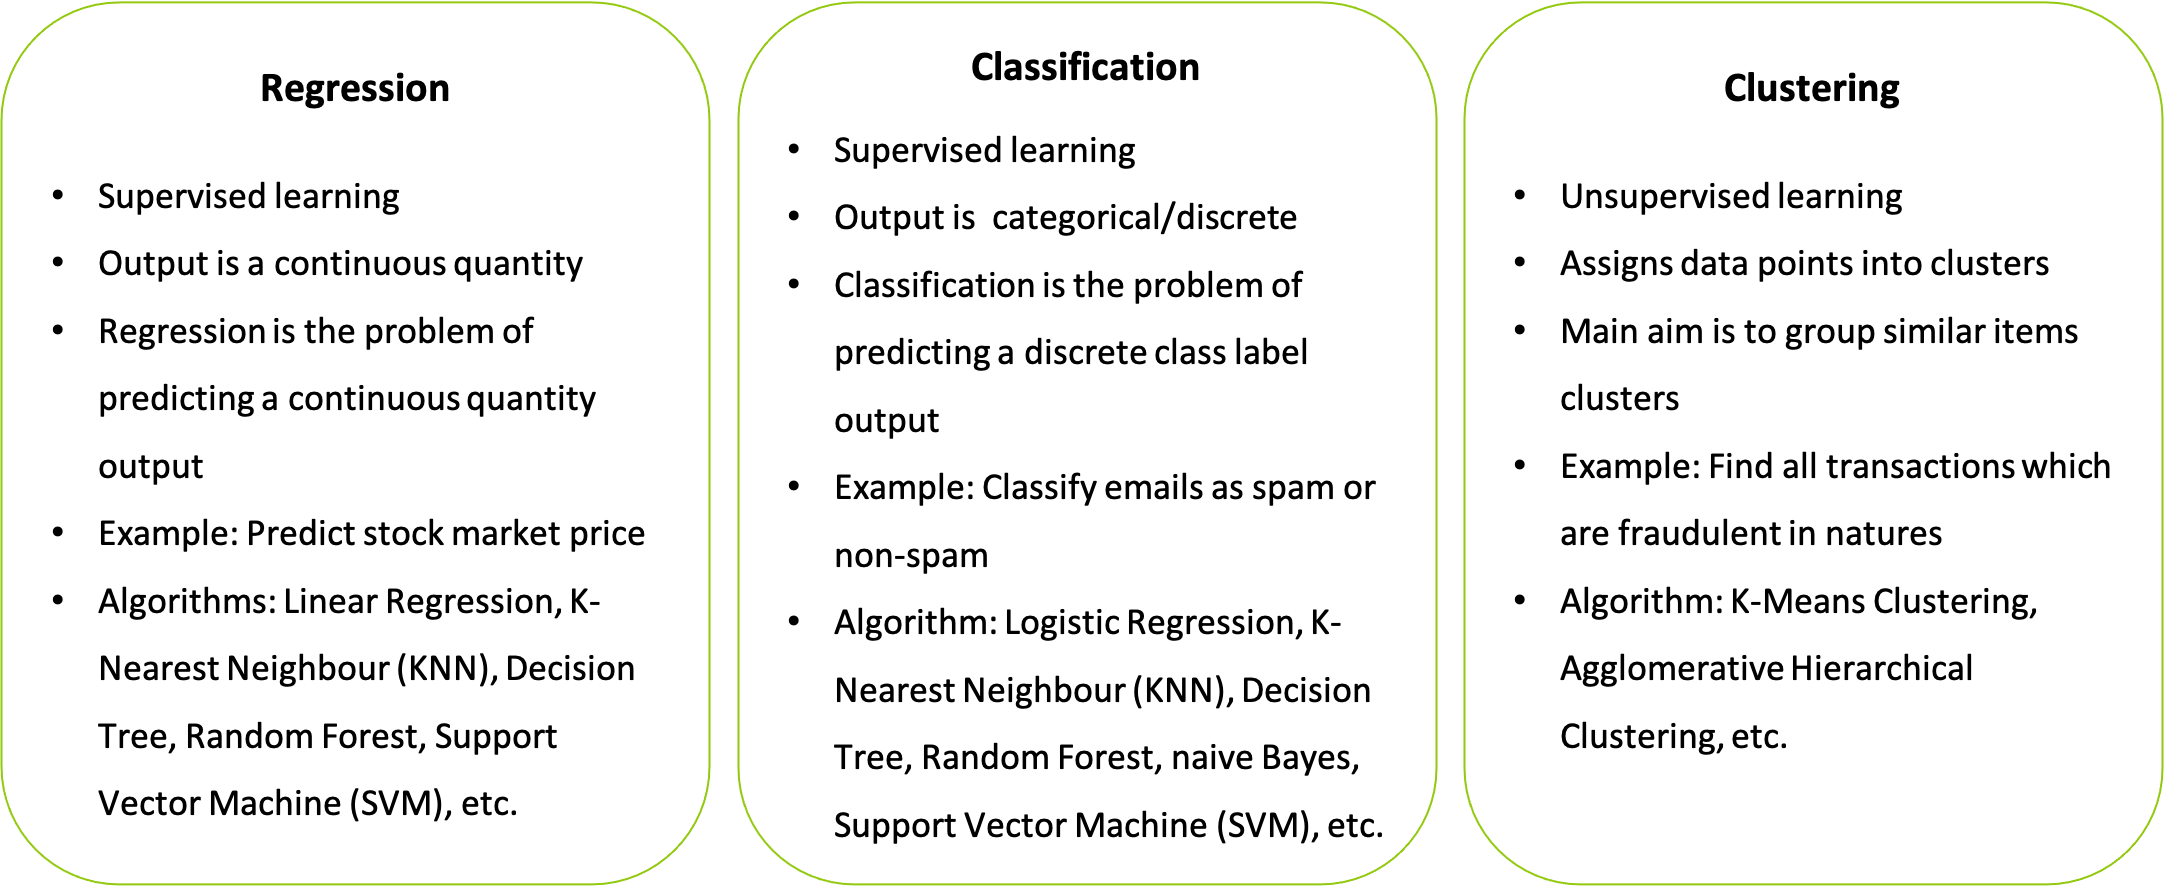 Regression
• Supervised learning
• Output is a continuous quantity
• Regression is the problem of
predicting a continuous quantity
output
• Example: Predict stock market price
• Algorithms: Linear Regression, K-
Nearest Neighbour (KNN), Decision
Tree, Random Forest, Support
Vector Machine (SVM), etc.
Classification
• Supervised learning
• Output is  categorical/discrete
• Classification is the problem of
predicting a discrete class label
output
• Example: Classify emails as spam or
non-spam
• Algorithm: Logistic Regression, K-
Nearest Neighbour (KNN), Decision
Tree, Random Forest, naive Bayes,
Support Vector Machine (SVM), etc.
Clustering
• Unsupervised learning
• Assigns data points into clusters
• Main aim is to group similar items
clusters
• Example: Find all transactions which
are fraudulent in natures
• Algorithm: K-Means Clustering,
Agglomerative Hierarchical
Clustering, etc.